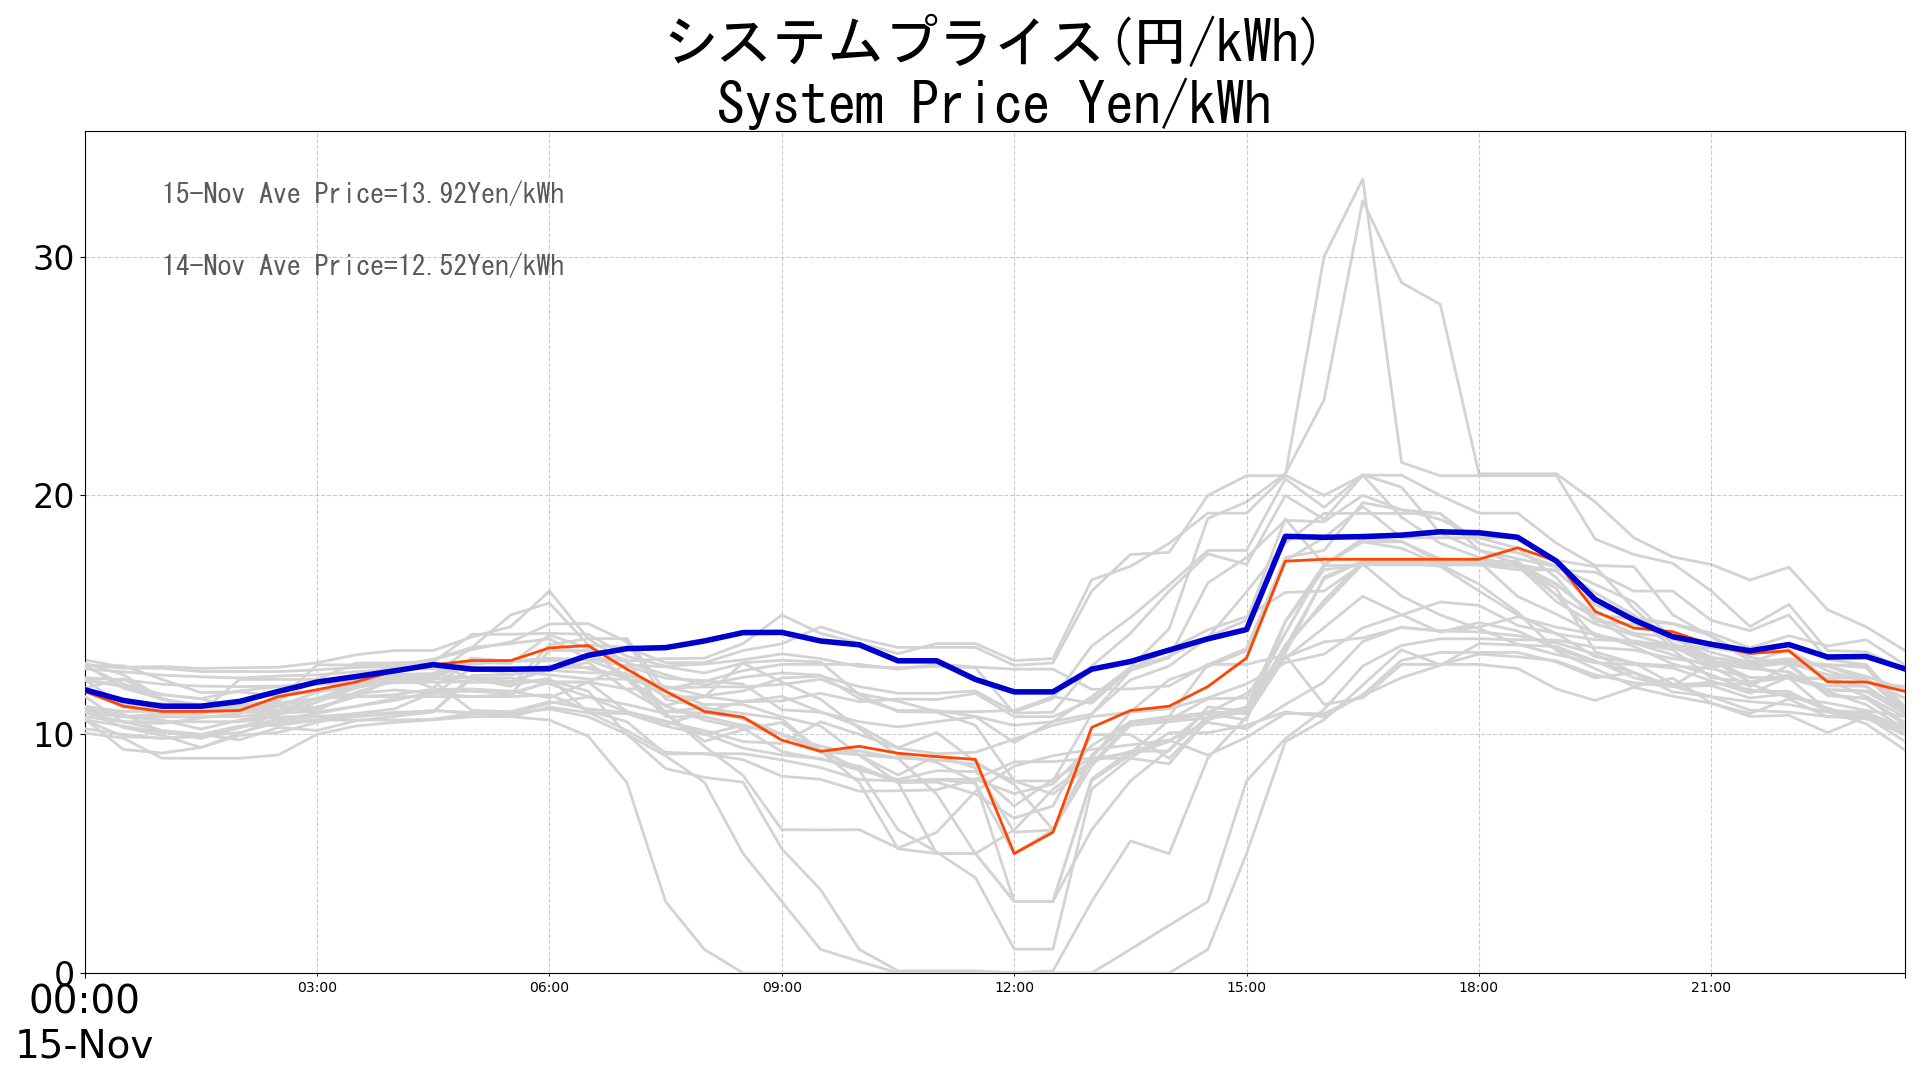 システムプライス(円/kWh)
System Price Yen/kWh
15-Nov Ave Price=13.92Yen/kWh
14-Nov Ave Price=12.52Yen/kWh
30
20
10
0
00:00
03:00
06:00
09:00
12:00
15:00
18:00
21:00
15-Nov